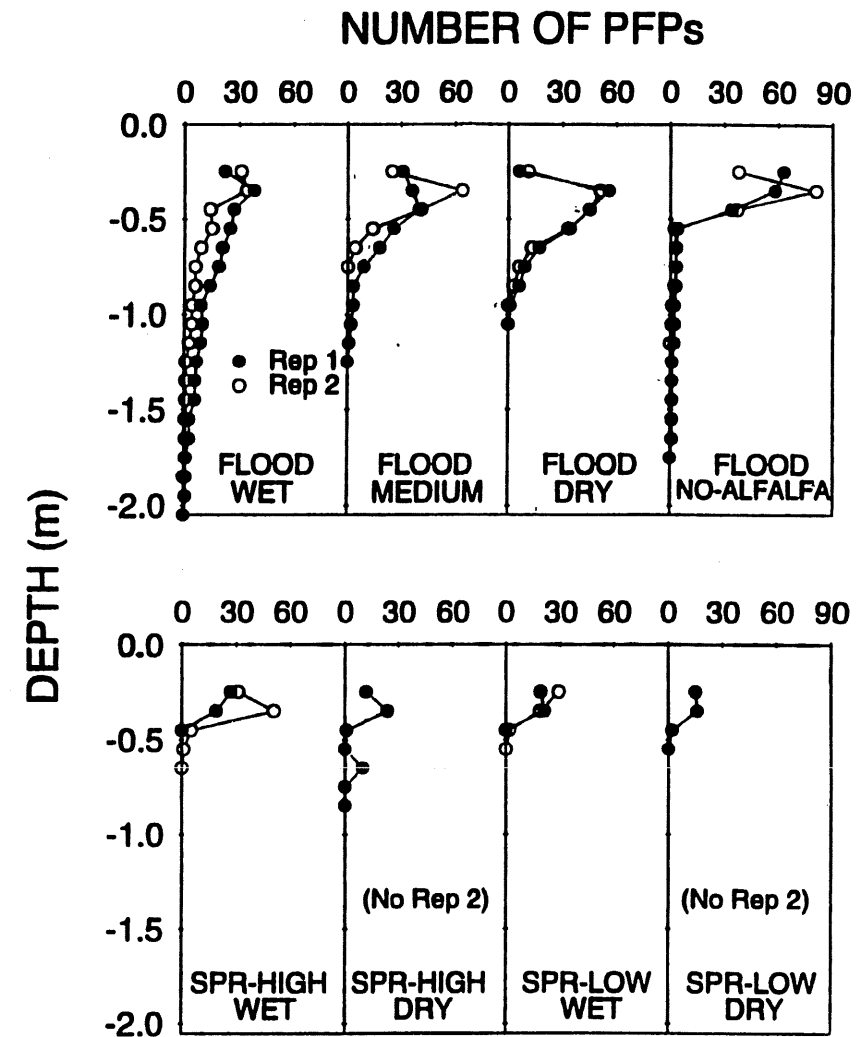 NUMBER OF PFPs
0 30 60 0 30 60 0 30 60 0 30 60 90
0.0
-0.5
-1.0
-1.5
-2.0
Rep 1
Rep 2
FLOOD WET
FLOOD MEDIUM
FLOOD DRY
FLOOD NO-ALFALFA
DEPTH (m)
0 30 60 0 30 60 0 30 60 0 30 60 90
0.0
-0.5
-1.0
-1.5
-2.0
(No Rep 2)
(No Rep 2)
SPR-HIGH WET
SPR-HIGH DRY
SPR-LOW WET
SPR-LOW DRY